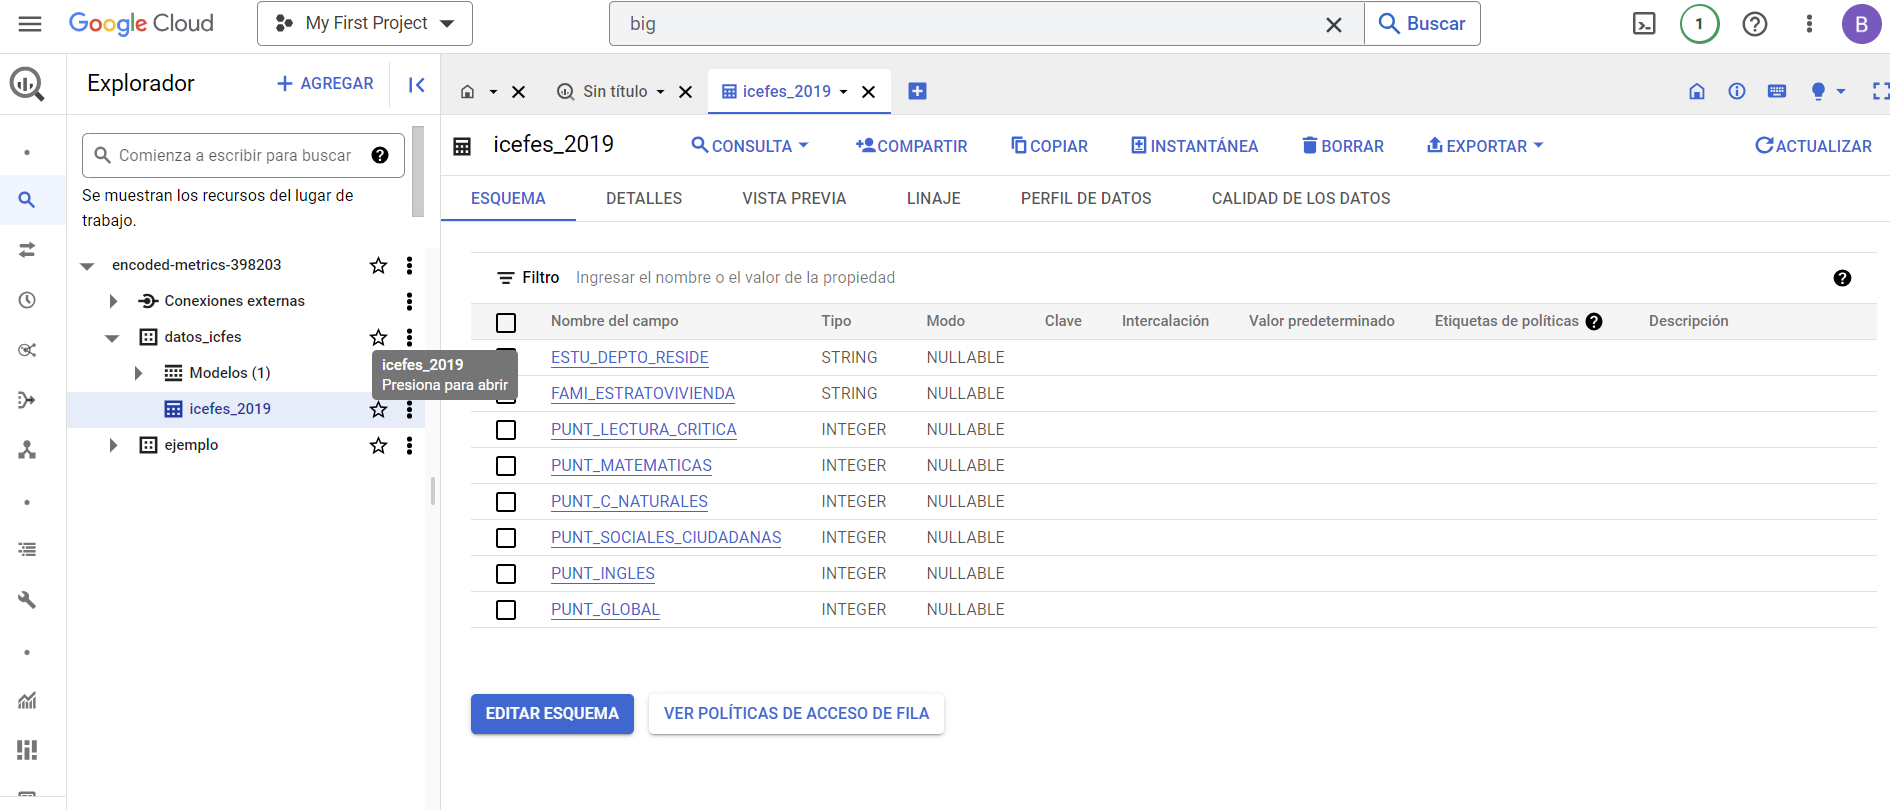 Google Cloud
My First Project
big
Buscar
1
B
Explorador
AGREGAR
Sin título
icefes_2019
Comienza a escribir para buscar
Se muestran los recursos del lugar de
trabajo.
encoded-metrics-398203
Conexiones externas
datos_icfes
Modelos (1)
icefes_2019
ejemplo
icefes_2019
Presiona para abrir
icefes_2019
CONSULTA
COMPARTIR
COPIAR
INSTANTÁNEA
BORRAR
EXPORTAR
ACTUALIZAR
ESQUEMA DETALLES VISTA PREVIA LINAJE PERFIL DE DATOS CALIDAD DE LOS DATOS
Filtro Ingresar el nombre o el valor de la propiedad
Nombre del campo Tipo Modo Clave Intercalación Valor predeterminado Etiquetas de políticas Descripción
ESTU_DEPTO_RESIDE STRING NULLABLE
FAMI_ESTRATOVIVIENDA STRING NULLABLE
PUNT_LECTURA_CRITICA INTEGER NULLABLE
PUNT_MATEMATICAS INTEGER NULLABLE
PUNT_C_NATURALES INTEGER NULLABLE
PUNT_SOCIALES_CIUDADANAS INTEGER NULLABLE
PUNT_INGLES INTEGER NULLABLE
PUNT_GLOBAL INTEGER NULLABLE
EDITAR ESQUEMA
VER POLÍTICAS DE ACCESO DE FILA